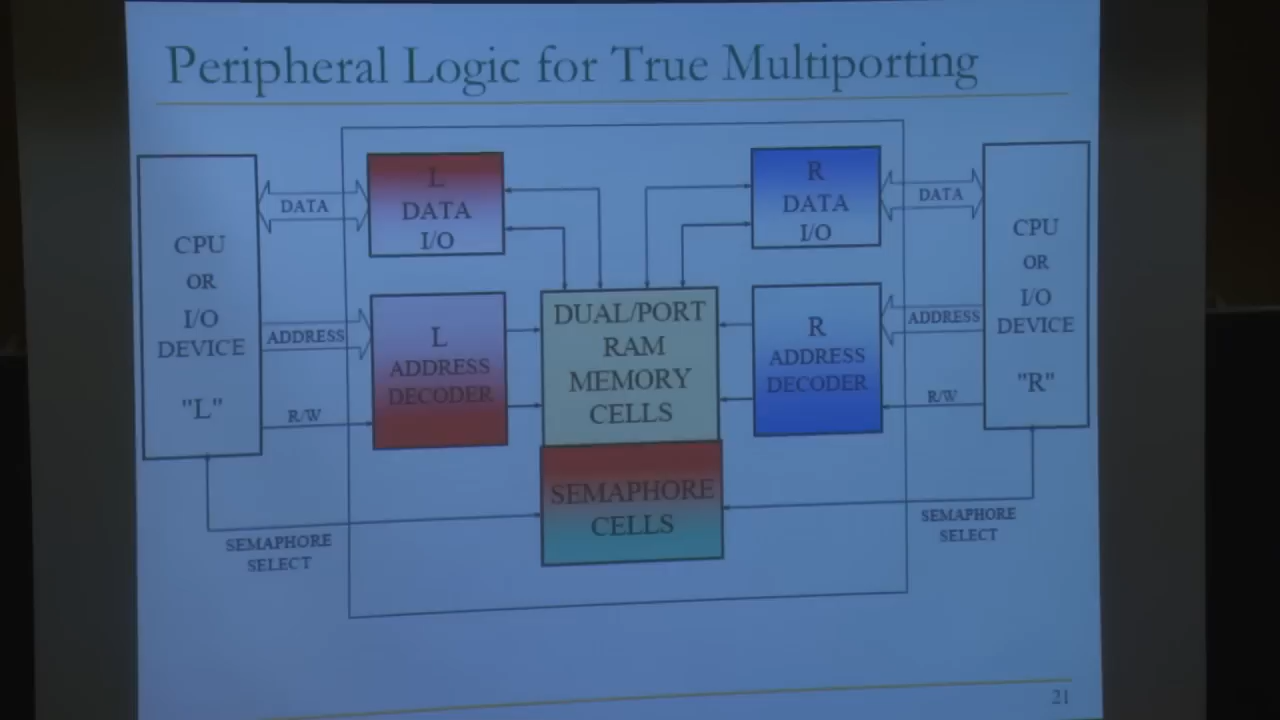 Peripheral Logic for True Multiporting
CPU
OR
I/O
DEVICE
"L"
DATA
ADDRESS
R/W
SEMAPHORE
SELECT
L
DATA
I/O
L
ADDRESS
DECODER
DUAL/PORT
RAM
MEMORY
CELLS
SEMAPHORE
CELLS
R
DATA
I/O
R
ADDRESS
DECODER
DATA
ADDRESS
R/W
SEMAPHORE
SELECT
CPU
OR
I/O
DEVICE
"R"
21